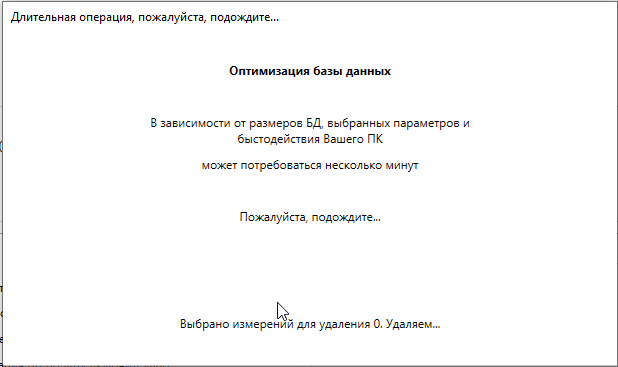 Длительная операция, пожалуйста, подождите...
Оптимизация базы данных
В зависимости от размеров БД, выбранных параметров и
быстодействия Вашего ПК
может потребоваться несколько минут
Пожалуйста, подождите...
Выбрано измерений для удаления 0. Удаляем...